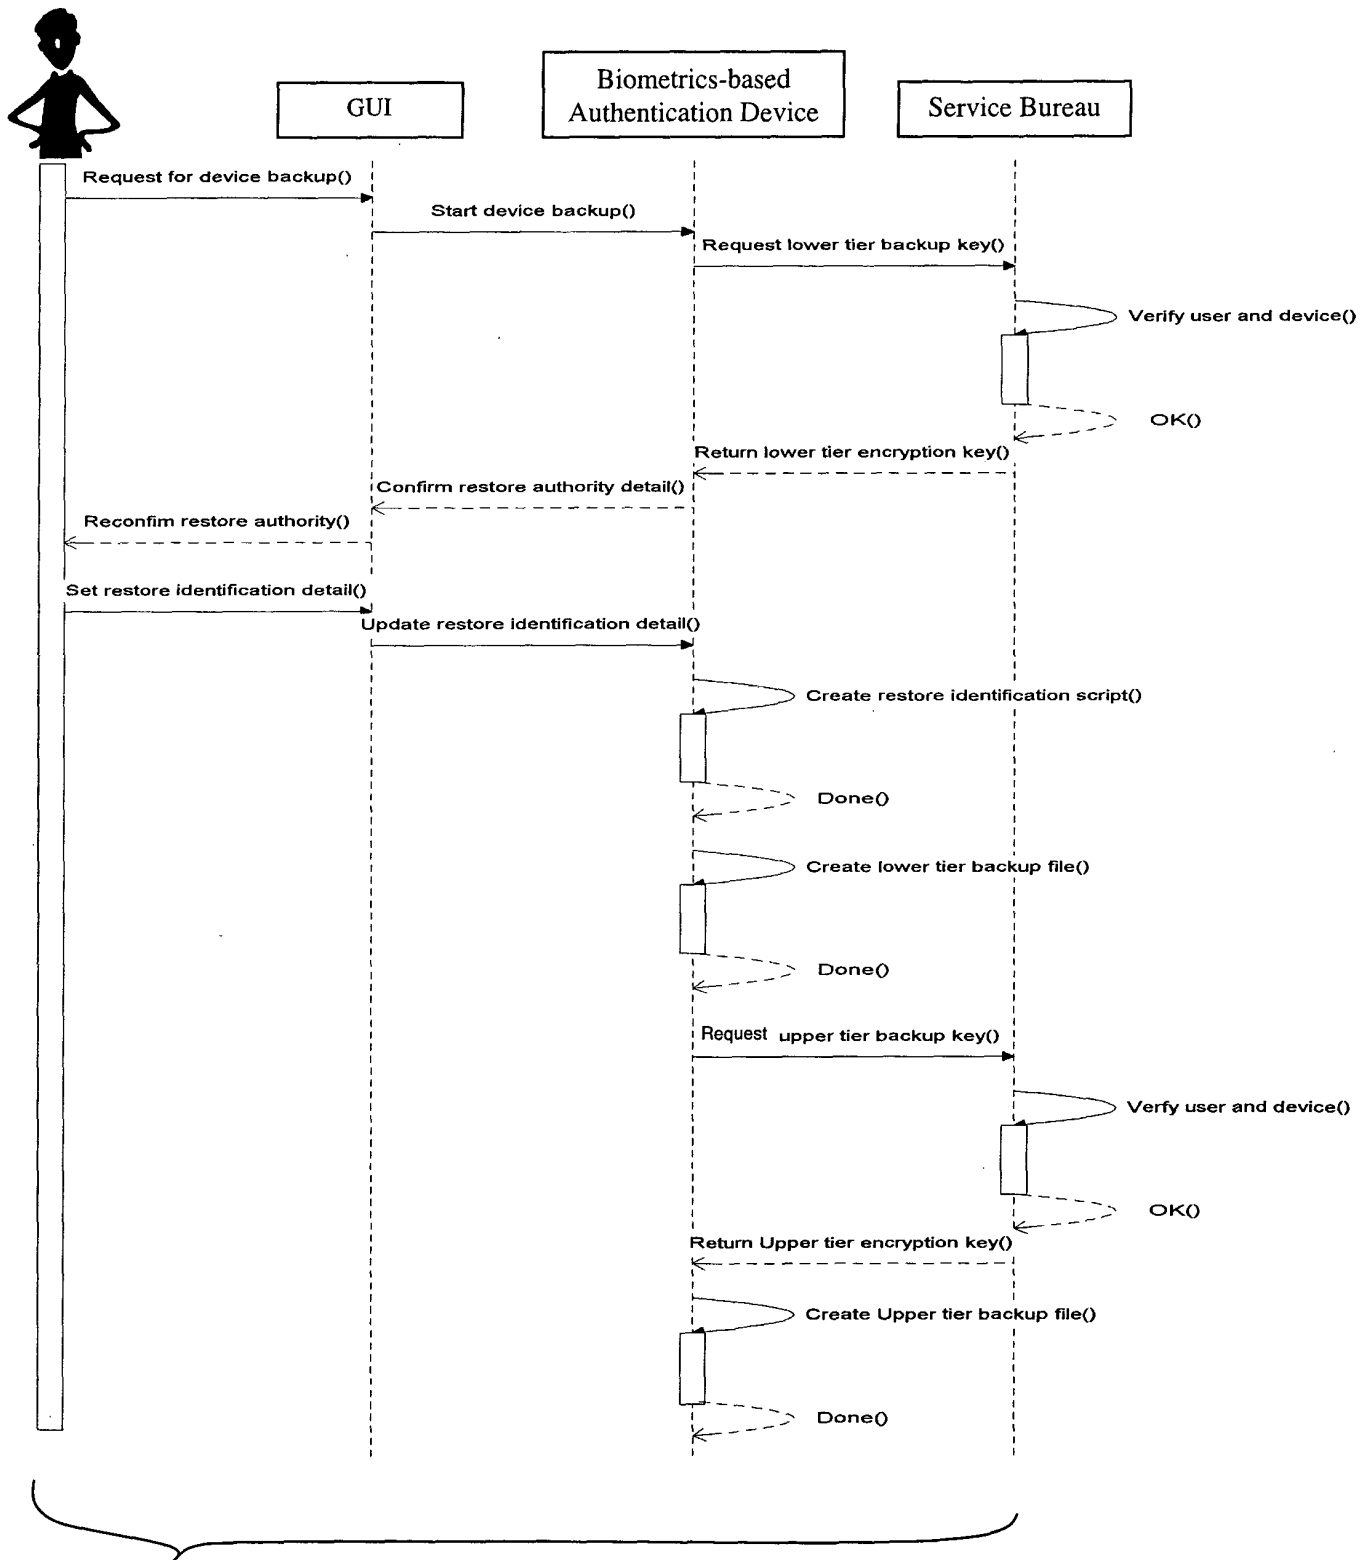 GUI
Biometrics-based
Authentication Device
Service Bureau
Request for device backup()
Start device backup()
Request lower tier backup key()
Verify user and device()
OK()
Return lower tier encryption key()
Confirm restore authority detail()
Reconfim restore authority()
Set restore identification detail()
Update restore identification detail()
Create restore identification script()
Done()
Create lower tier backup file()
Done()
Request upper tier backup key()
Verfy user and device()
OK()
Return Upper tier encryption key()
Create Upper tier backup file()
Done()